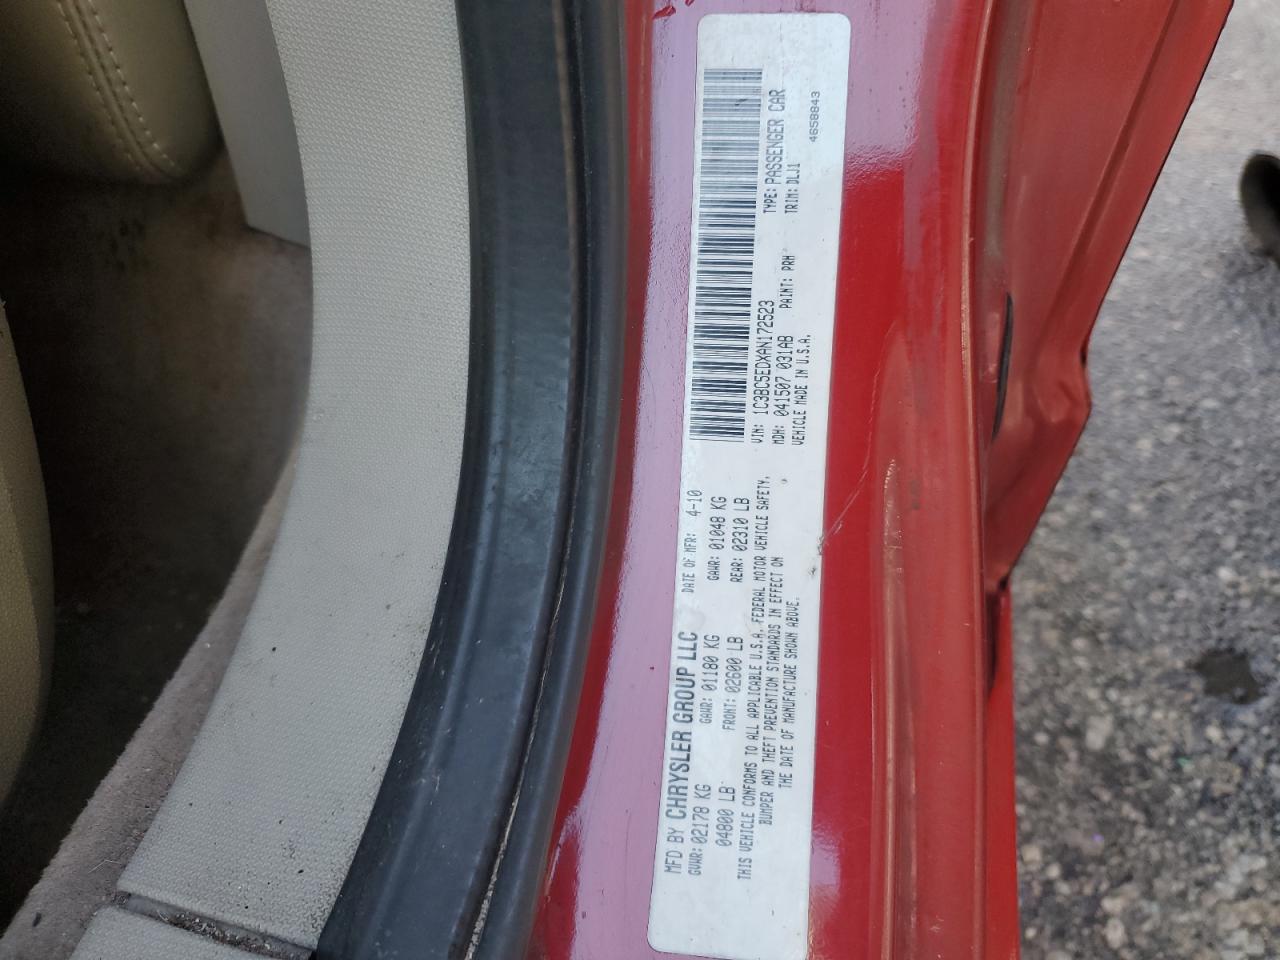 MFD BY CHRYSLER GROUP LLC DATE OF MFR: 4-10
GVWR: 02178 KG GAWR: 01180 KG GAWR: 01048 KG
04800 LB FRONT: 02600 LB REAR: 02310 LB
THIS VEHICLE CONFORMS TO ALL APPLICABLE U.S.A. FEDERAL MOTOR VEHICLE SAFETY,
BUMPER AND THEFT PREVENTION STANDARDS IN EFFECT ON
THE DATE OF MANUFACTURE SHOWN ABOVE.
VIN: 1C3BC5EDXAN172523 TYPE: PASSENGER CAR
MDH: 041507 031AB PAINT: PRH TRIM: DLJ1
VEHICLE MADE IN U.S.A. 4658843